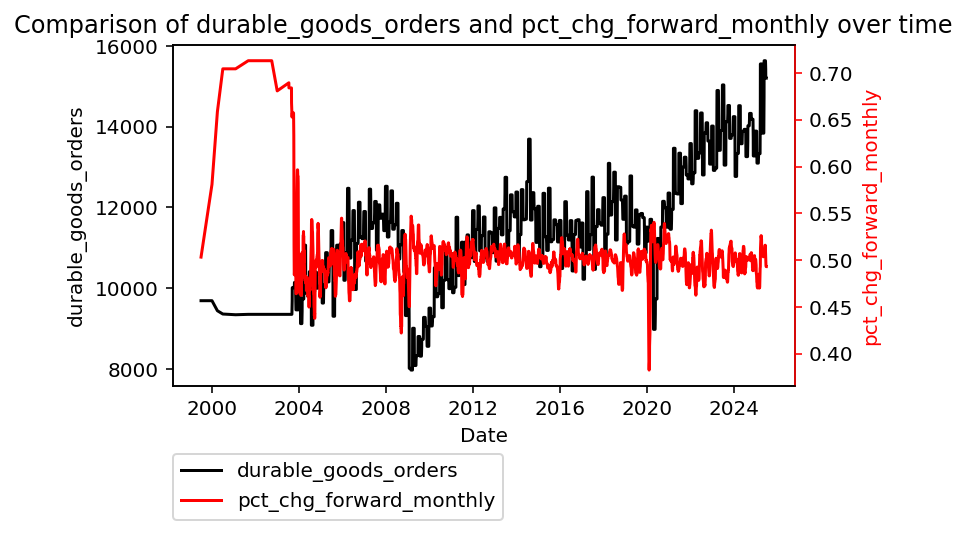 Comparison of durable_goods_orders and pct_chg_forward_monthly over time
16000
14000
12000
10000
8000
durable_goods_orders
0.70
0.65
0.60
0.55
0.50
0.45
0.40
pct_chg_forward_monthly
2000 2004 2008 2012 2016 2020 2024
Date
durable_goods_orders
pct_chg_forward_monthly